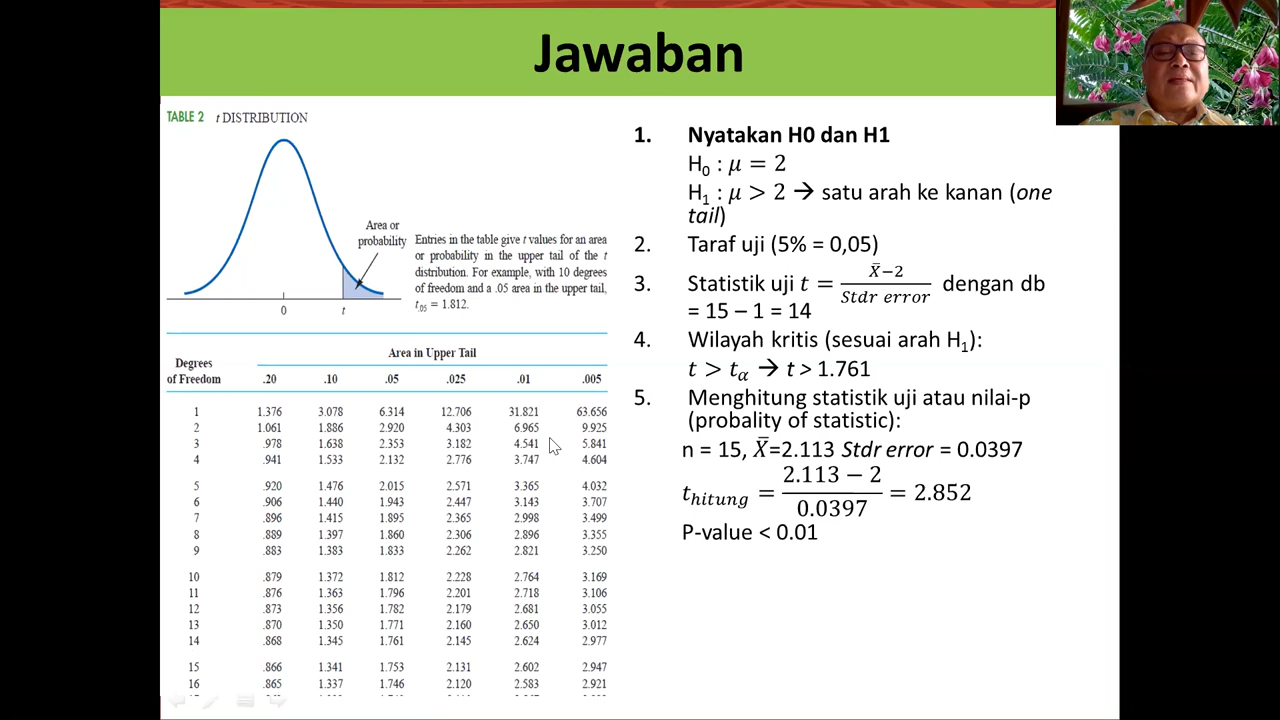 Jawaban
TABLE 2 t DISTRIBUTION
Area or
probability
0
t
Entries in the table give t values for an area
or probability in the upper tail of the t
distribution. For example, with 10 degrees
of freedom and a .05 area in the upper tail,
t.05 = 1.812.
Degrees
of Freedom
Area in Upper Tail
.20 .10 .05 .025 .01 .005
1 1.376 3.078 6.314 12.706 31.821 63.656
2 1.061 1.886 2.920 4.303 6.965 9.925
3 .978 1.638 2.353 3.182 4.541 5.841
4 .941 1.533 2.132 2.776 3.747 4.604
5 .920 1.476 2.015 2.571 3.365 4.032
6 .906 1.440 1.943 2.447 3.143 3.707
7 .896 1.415 1.895 2.365 2.998 3.499
8 .889 1.397 1.860 2.306 2.896 3.355
9 .883 1.383 1.833 2.262 2.821 3.250
10 .879 1.372 1.812 2.228 2.764 3.169
11 .876 1.363 1.796 2.201 2.718 3.106
12 .873 1.356 1.782 2.179 2.681 3.055
13 .870 1.350 1.771 2.160 2.650 3.012
14 .868 1.345 1.761 2.145 2.624 2.977
15 .866 1.341 1.753 2.131 2.602 2.947
16 .865 1.337 1.746 2.120 2.583 2.921
1. Nyatakan H0 dan H1
H₀ : μ = 2
H₁ : μ > 2 → satu arah ke kanan (one
tail)
2. Taraf uji (5% = 0,05)
3. Statistik uji t = (X̄−2)/(Stdr error) dengan db
= 15 – 1 = 14
4. Wilayah kritis (sesuai arah H₁):
t > tα → t > 1.761
5. Menghitung statistik uji atau nilai-p
(probality of statistic):
n = 15, X̄=2.113 Stdr error = 0.0397
t hitung = (2.113 − 2)/0.0397 = 2.852
P-value < 0.01